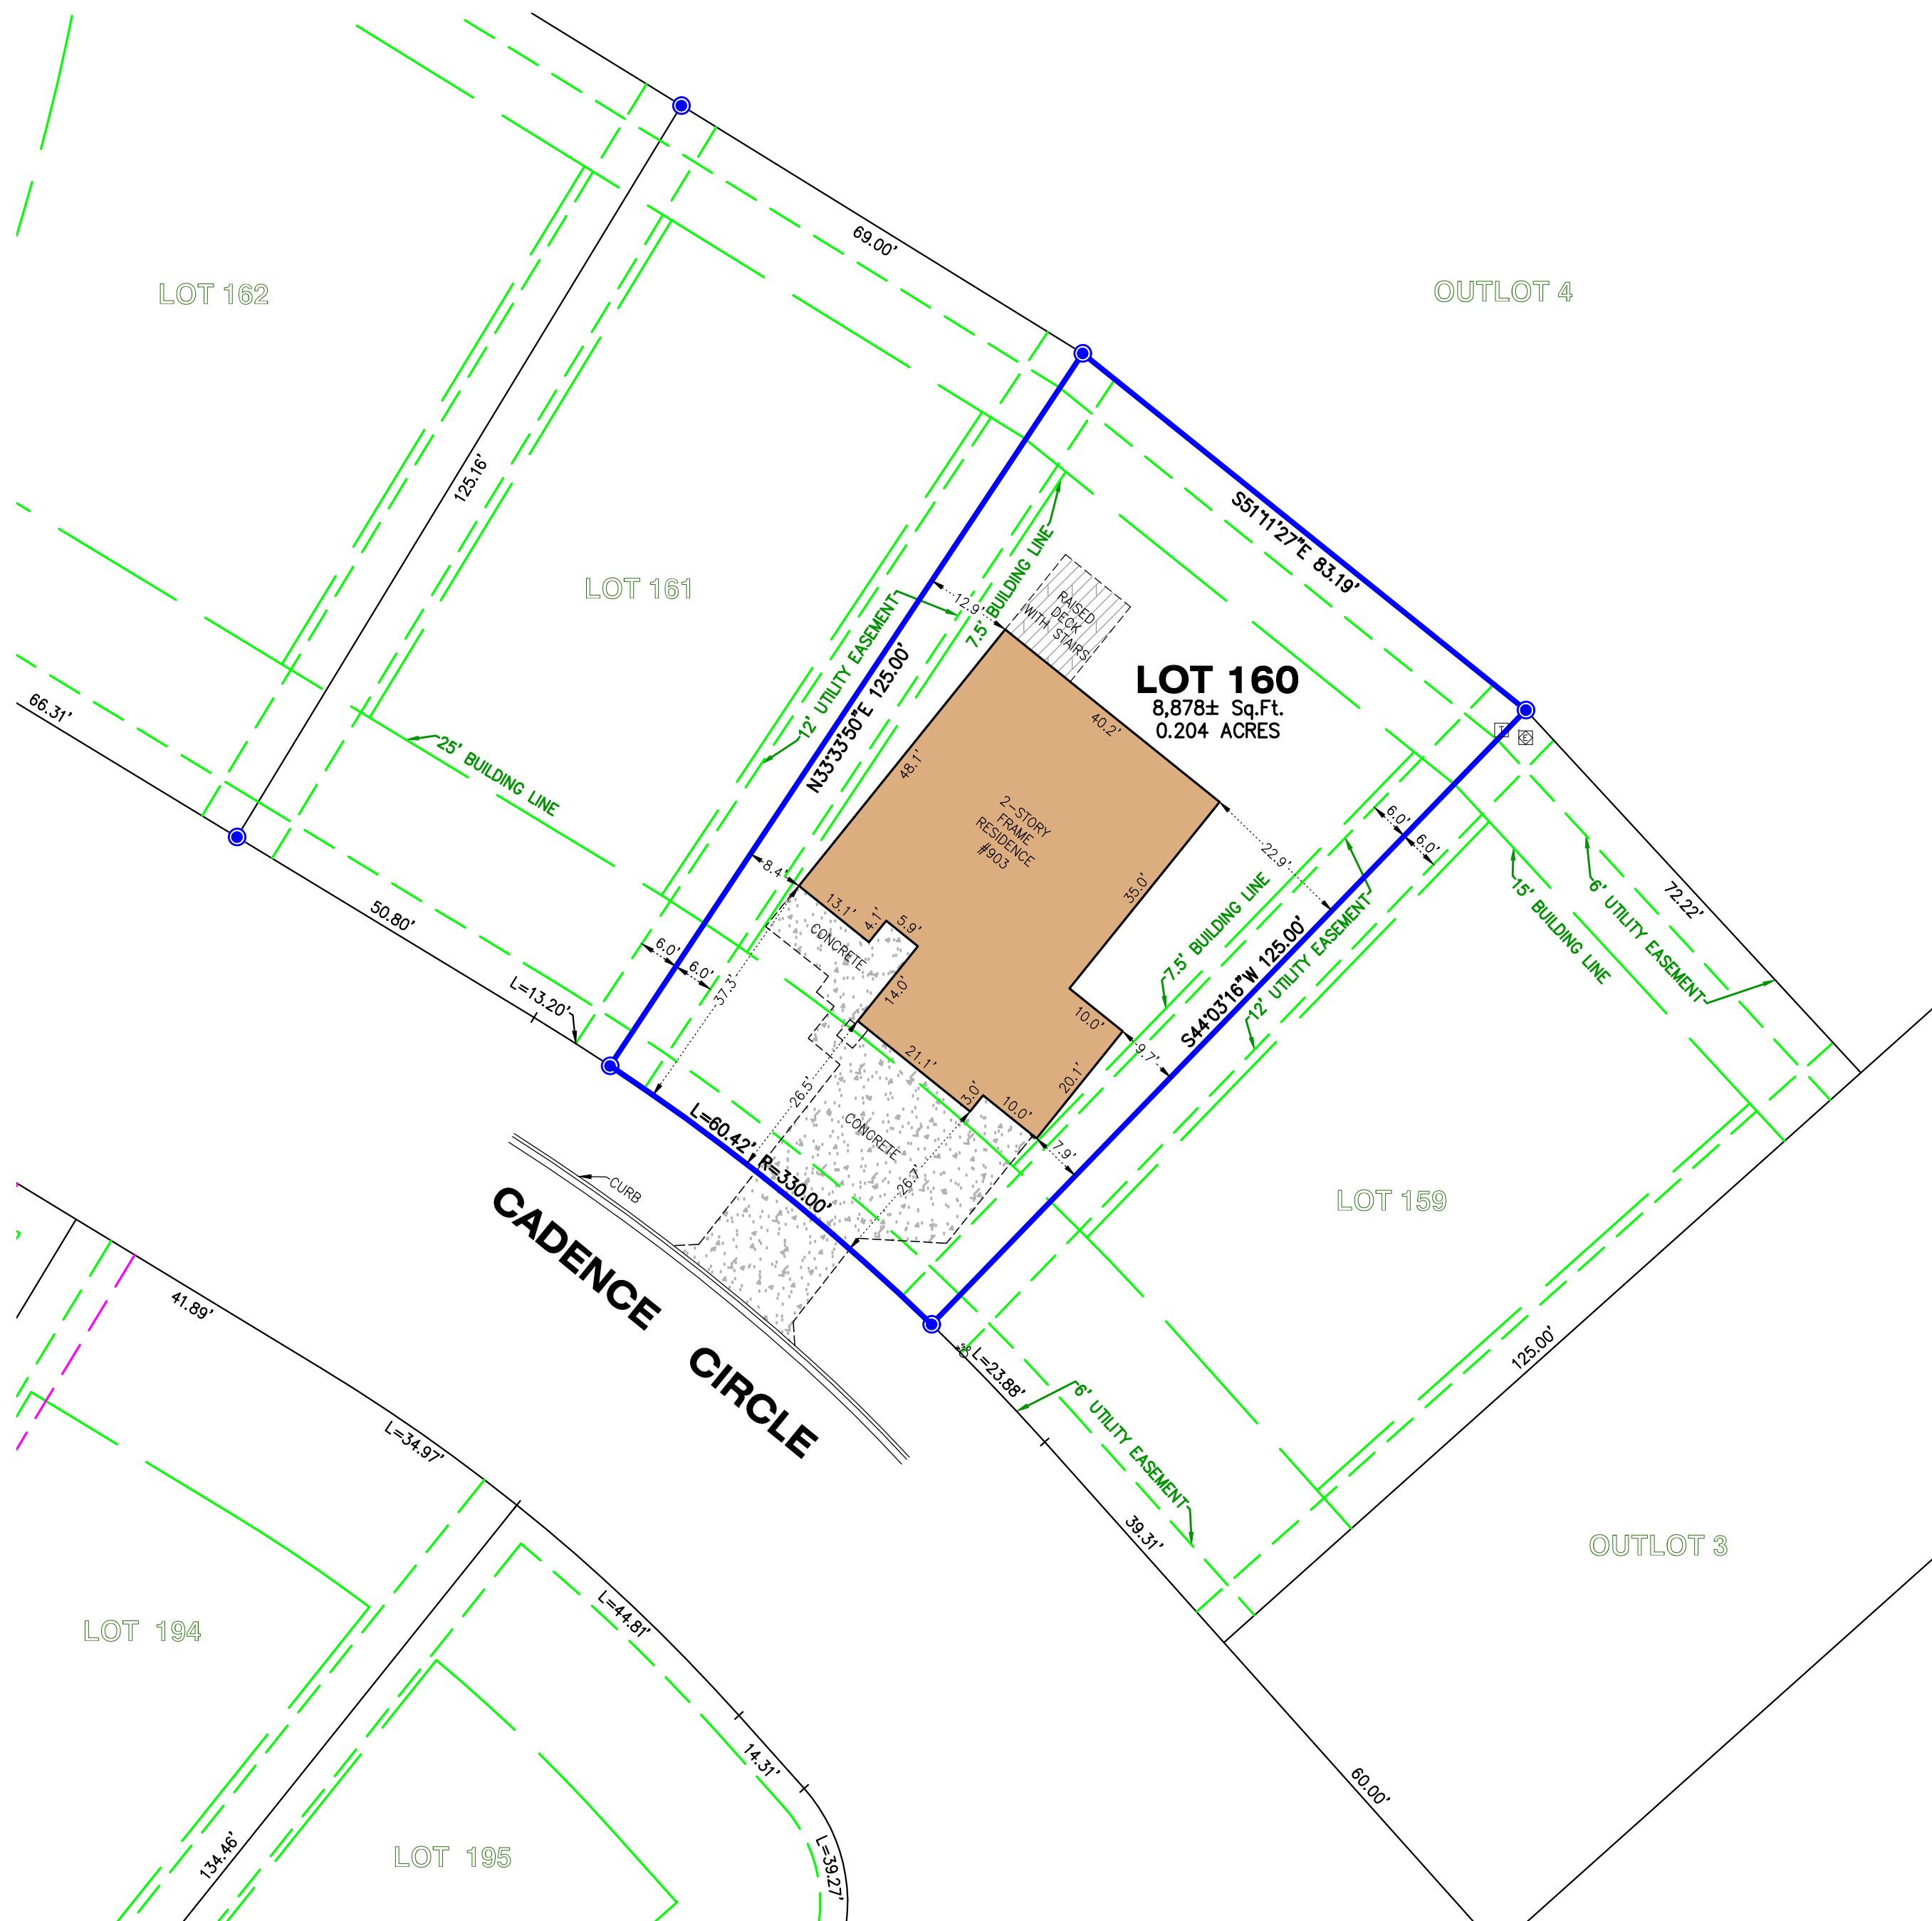 69.00'
LOT 162
OUTLOT 4
125.16'
S51°11'27"E 83.19'
LOT 161
12.9'
7.5' BUILDING LINE
RAISED
DECK
(WITH STAIRS)
12' UTILITY EASEMENT
N33°33'50"E 125.00'
LOT 160
8,878± Sq.Ft.
0.204 ACRES
66.31'
25' BUILDING LINE
48.1'
40.2'
2-STORY
FRAME
RESIDENCE
#903
T
E
6.0'
6.0'
22.9'
35.0'
8.4'
13.1'
4.1'
5.9'
CONCRETE
14.0'
50.80'
L=13.20'
6.0'
6.0'
37.3'
7.5' BUILDING LINE
12' UTILITY EASEMENT
S44°03'16"W 125.00'
15' BUILDING LINE
6' UTILITY EASEMENT
72.22'
10.0'
9.7'
20.1'
21.1'
3.0'
10.0'
7.9'
26.5'
CONCRETE
26.7'
L=60.42' R=330.00'
CURB
CADENCE CIRCLE
LOT 159
41.89'
L=34.97'
L=23.88'
6' UTILITY EASEMENT
125.00'
39.31'
OUTLOT 3
LOT 194
L=44.81'
14.31'
60.00'
134.46'
LOT 195
L=39.27'